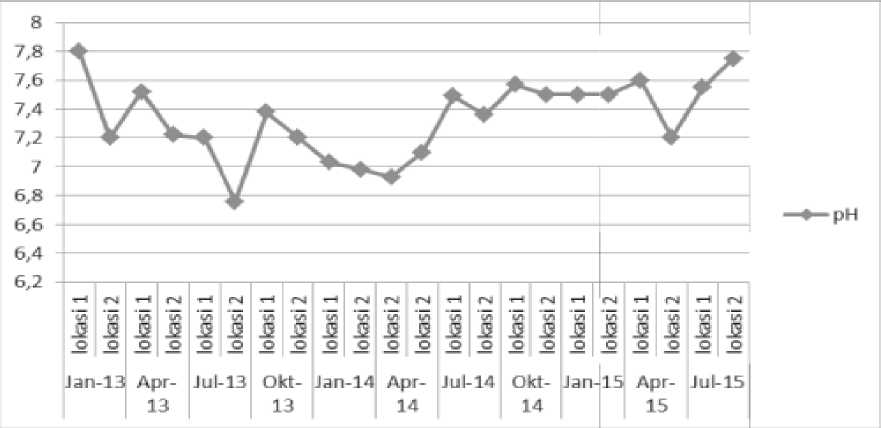 8
7,8
7,6
7,4
7,2
7
6,8
6,6
6,4
6,2
lokasi 1
lokasi 2
lokasi 1
lokasi 2
lokasi 1
lokasi 2
lokasi 1
lokasi 2
lokasi 1
lokasi 2
lokasi 1
lokasi 2
lokasi 1
lokasi 2
lokasi 1
lokasi 2
lokasi 1
lokasi 2
lokasi 1
lokasi 2
lokasi 1
lokasi 2
Jan-13
Apr-
13
Jul-13
Okt-
13
Jan-14
Apr-
14
Jul-14
Okt-
14
Jan-15
Apr-
15
Jul-15
pH